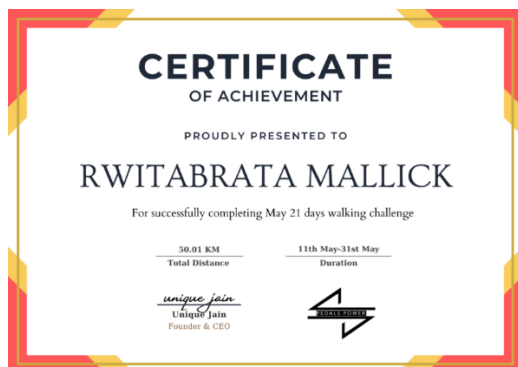 CERTIFICATE
OF ACHIEVEMENT
PROUDLY PRESENTED TO
RWITABRATA MALLICK
For successfully completing May 21 days walking challenge
50.01 KM
Total Distance
11th May-31st May
Duration
unique jain
Unique Jain
Founder & CEO
PEDALS POWER